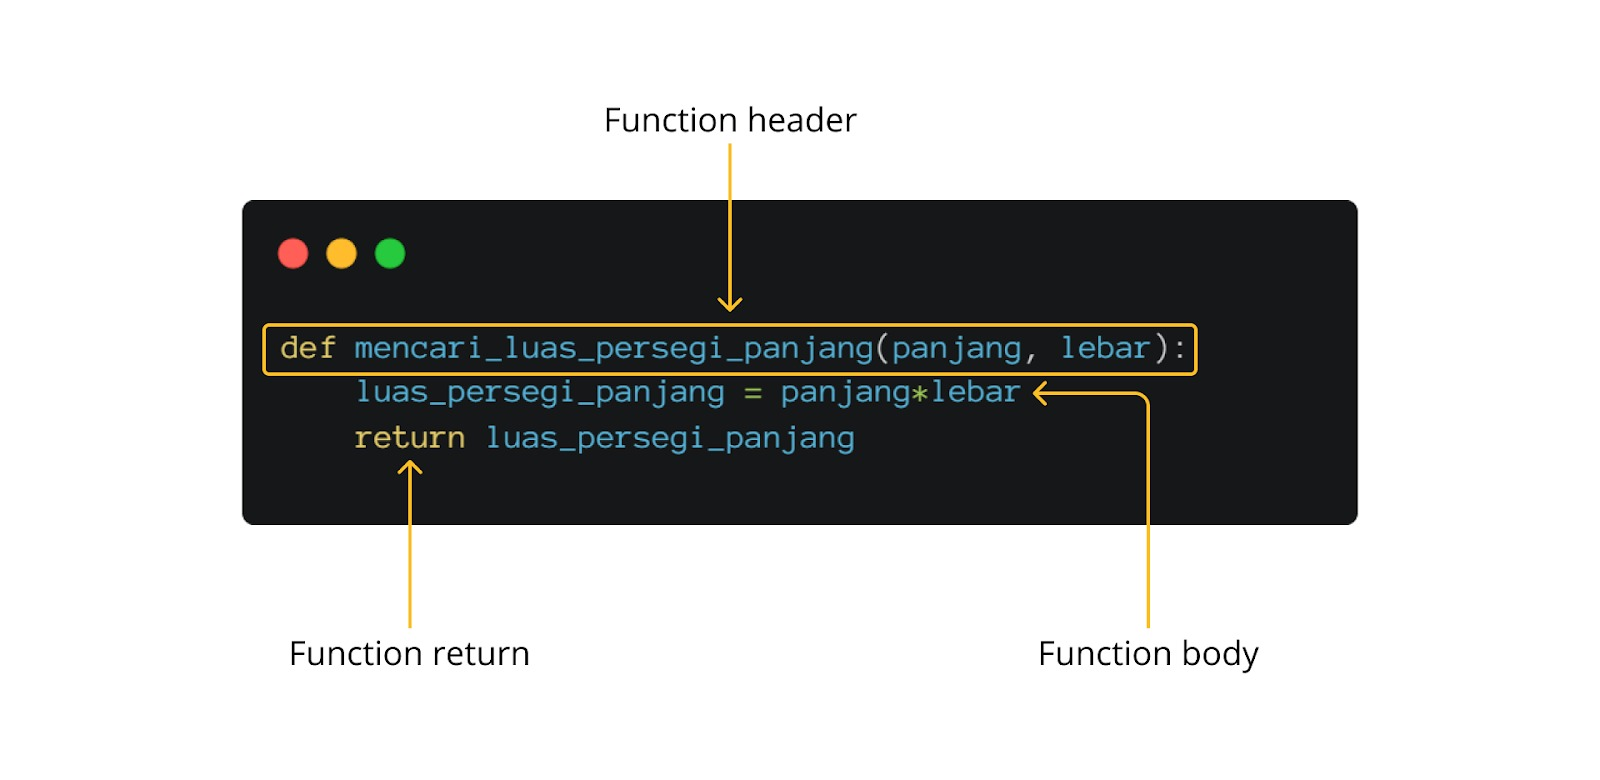 Function header
def mencari_luas_persegi_panjang(panjang, lebar):
luas_persegi_panjang = panjang*lebar
return luas_persegi_panjang
Function return
Function body